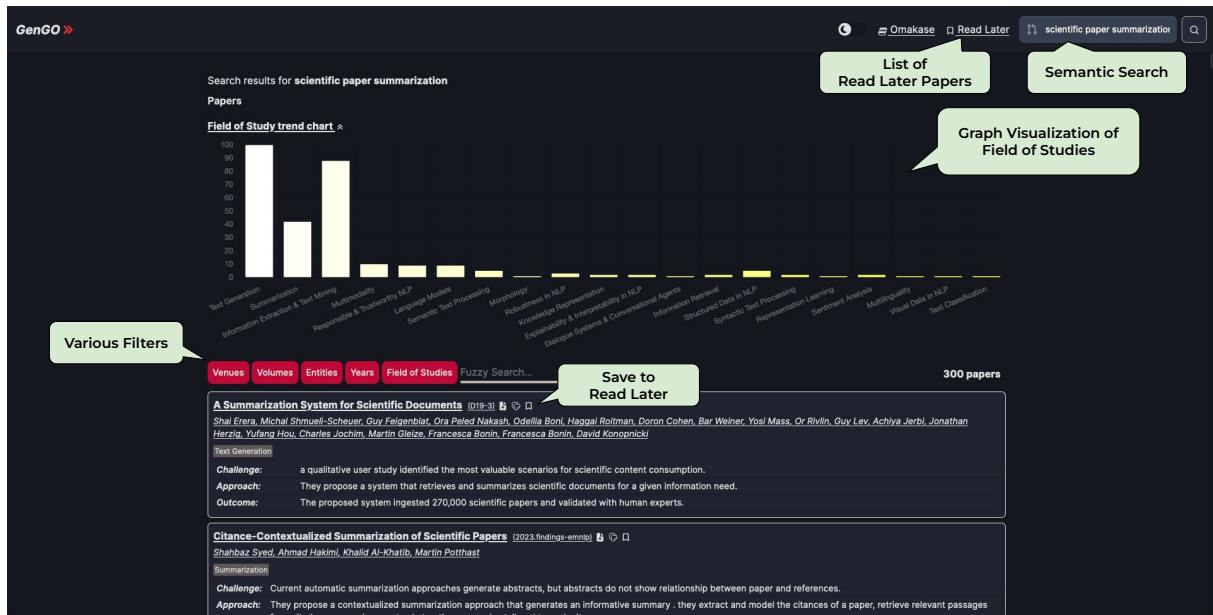 GenGO »
Omakase
Read Later
scientific paper summarization
List of
Read Later Papers
Semantic Search
Search results for scientific paper summarization
Papers
Field of Study trend chart
Graph Visualization of
Field of Studies
100
90
80
70
60
50
40
30
20
10
0
Text Generation
Summarization
Information Extraction & Text Mining
Multimodality
Responsible & Trustworthy NLP
Language Models
Semantic Text Processing
Morphology
Robustness in NLP
Knowledge Representation
Explainability & Interpretability in NLP
Dialogue Systems & Conversational Agents
Information Retrieval
Structured Data in NLP
Syntactic Text Processing
Representation Learning
Sentiment Analysis
Multilinguality
Visual Data in NLP
Text Classification
Various Filters
Venues Volumes Entities Years Field of Studies Fuzzy Search...
Save to
Read Later
300 papers
A Summarization System for Scientific Documents (D19-3)
Shai Erera, Michal Shmueli-Scheuer, Guy Feigenblat, Ora Peled Nakash, Odellia Boni, Haggai Roitman, Doron Cohen, Bar Weiner, Yosi Mass, Or Rivlin, Guy Lev, Achiya Jerbi, Jonathan
Herzig, Yufang Hou, Charles Jochim, Martin Gleize, Francesca Bonin, Francesca Bonin, David Konopnicki
Text Generation
Challenge: a qualitative user study identified the most valuable scenarios for scientific content consumption.
Approach: They propose a system that retrieves and summarizes scientific documents for a given information need.
Outcome: The proposed system ingested 270,000 scientific papers and validated with human experts.
Citance-Contextualized Summarization of Scientific Papers (2023.findings-emnlp)
Shahbaz Syed, Ahmad Hakimi, Khalid Al-Khatib, Martin Potthast
Summarization
Challenge: Current automatic summarization approaches generate abstracts, but abstracts do not show relationship between paper and references.
Approach: They propose a contextualized summarization approach that generates an informative summary . they extract and model the citances of a paper, retrieve relevant passages